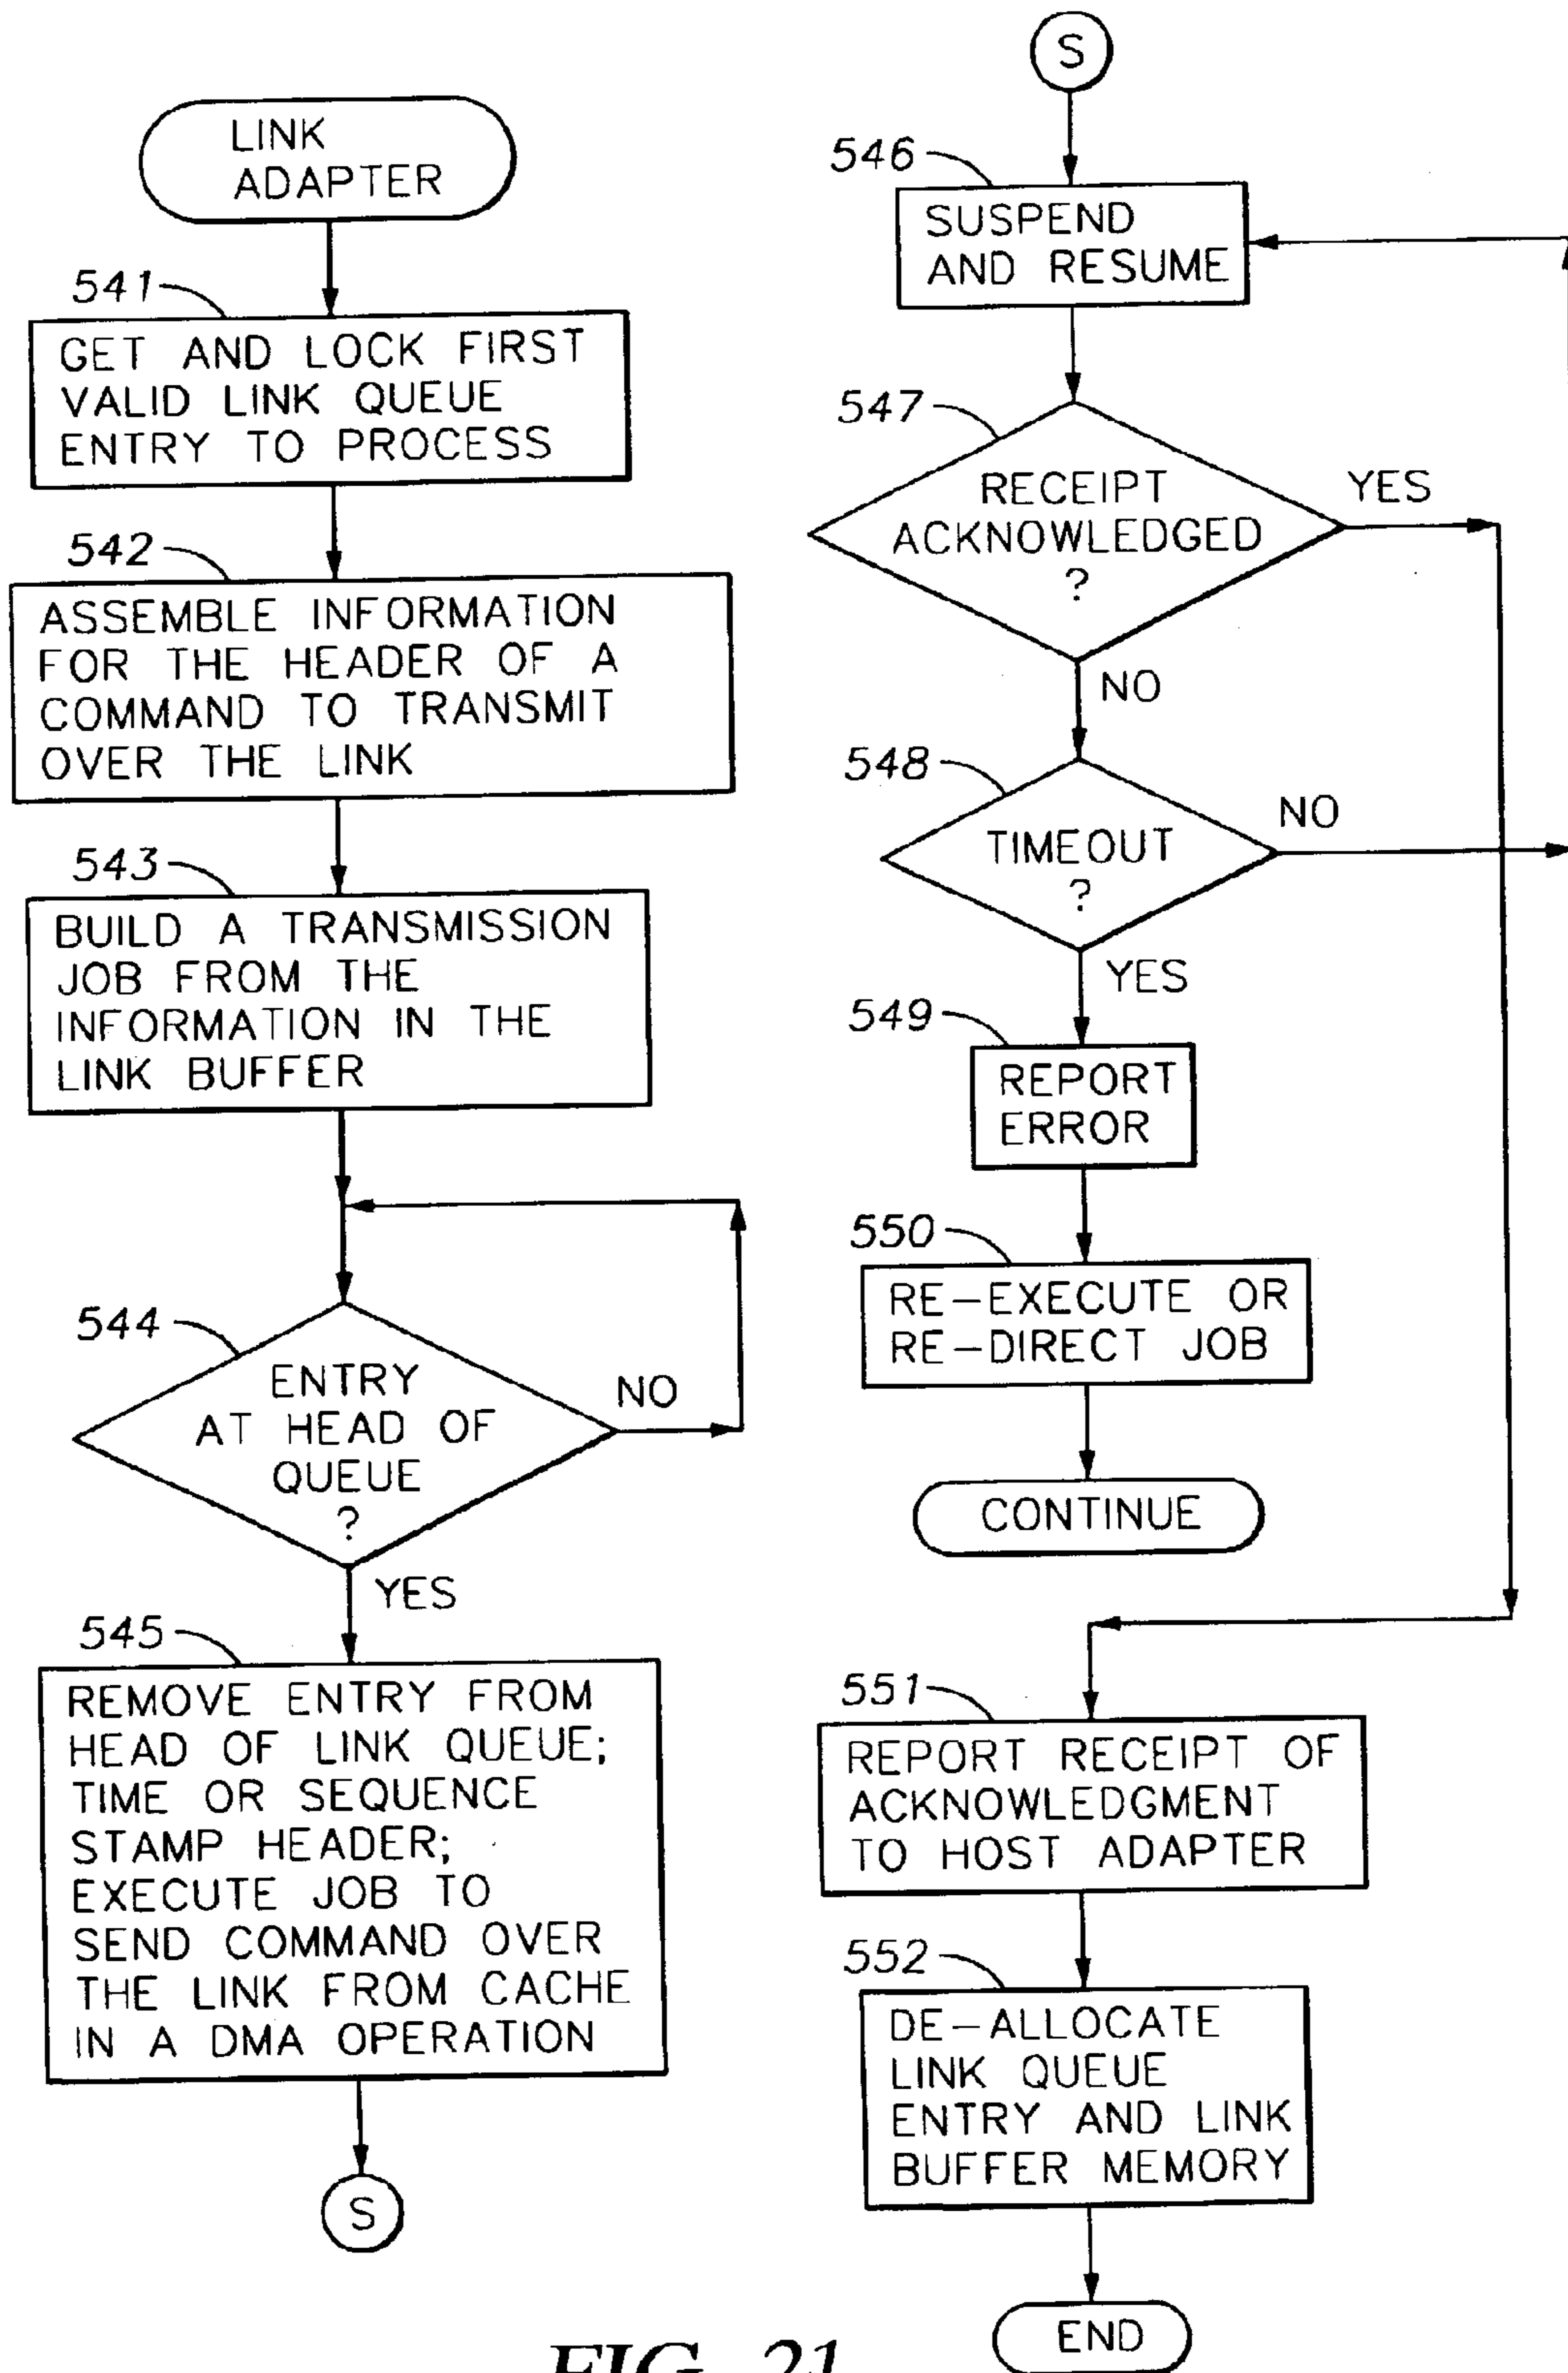 LINK
ADAPTER
541
GET AND LOCK FIRST
VALID LINK QUEUE
ENTRY TO PROCESS
542
ASSEMBLE INFORMATION
FOR THE HEADER OF A
COMMAND TO TRANSMIT
OVER THE LINK
543
BUILD A TRANSMISSION
JOB FROM THE
INFORMATION IN THE
LINK BUFFER
544
ENTRY
AT HEAD OF
QUEUE
?
NO
YES
545
REMOVE ENTRY FROM
HEAD OF LINK QUEUE;
TIME OR SEQUENCE
STAMP HEADER;
EXECUTE JOB TO
SEND COMMAND OVER
THE LINK FROM CACHE
IN A DMA OPERATION
S
S
546
SUSPEND
AND RESUME
547
RECEIPT
ACKNOWLEDGED
?
YES
NO
548
TIMEOUT
?
NO
YES
549
REPORT
ERROR
550
RE-EXECUTE OR
RE-DIRECT JOB
CONTINUE
551
REPORT RECEIPT OF
ACKNOWLEDGMENT
TO HOST ADAPTER
552
DE-ALLOCATE
LINK QUEUE
ENTRY AND LINK
BUFFER MEMORY
END
FIG. 21